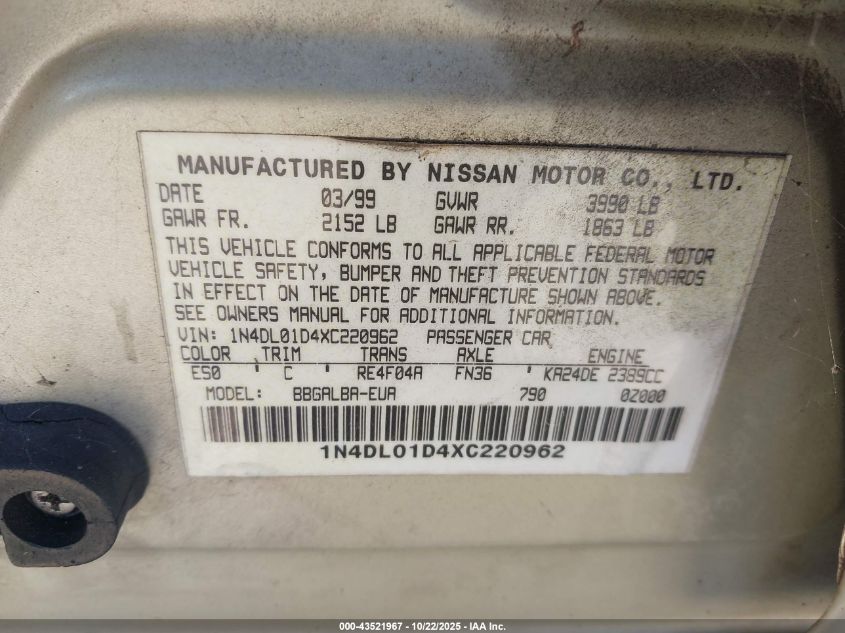 MANUFACTURED BY NISSAN MOTOR CO., LTD.
DATE 03/99 GVWR 3990 LB
GAWR FR. 2152 LB GAWR RR. 1863 LB
THIS VEHICLE CONFORMS TO ALL APPLICABLE FEDERAL MOTOR
VEHICLE SAFETY, BUMPER AND THEFT PREVENTION STANDARDS
IN EFFECT ON THE DATE OF MANUFACTURE SHOWN ABOVE.
SEE OWNERS MANUAL FOR ADDITIONAL INFORMATION.
VIN: 1N4DL01D4XC220962 PASSENGER CAR
COLOR TRIM TRANS AXLE ENGINE
ES0 ' C ' RE4F04A FN36 ' KA24DE 2389CC
MODEL: BBGALBA-EUA 790 0Z000
1N4DL01D4XC220962
000-43521967 - 10/22/2025 - IAA Inc.